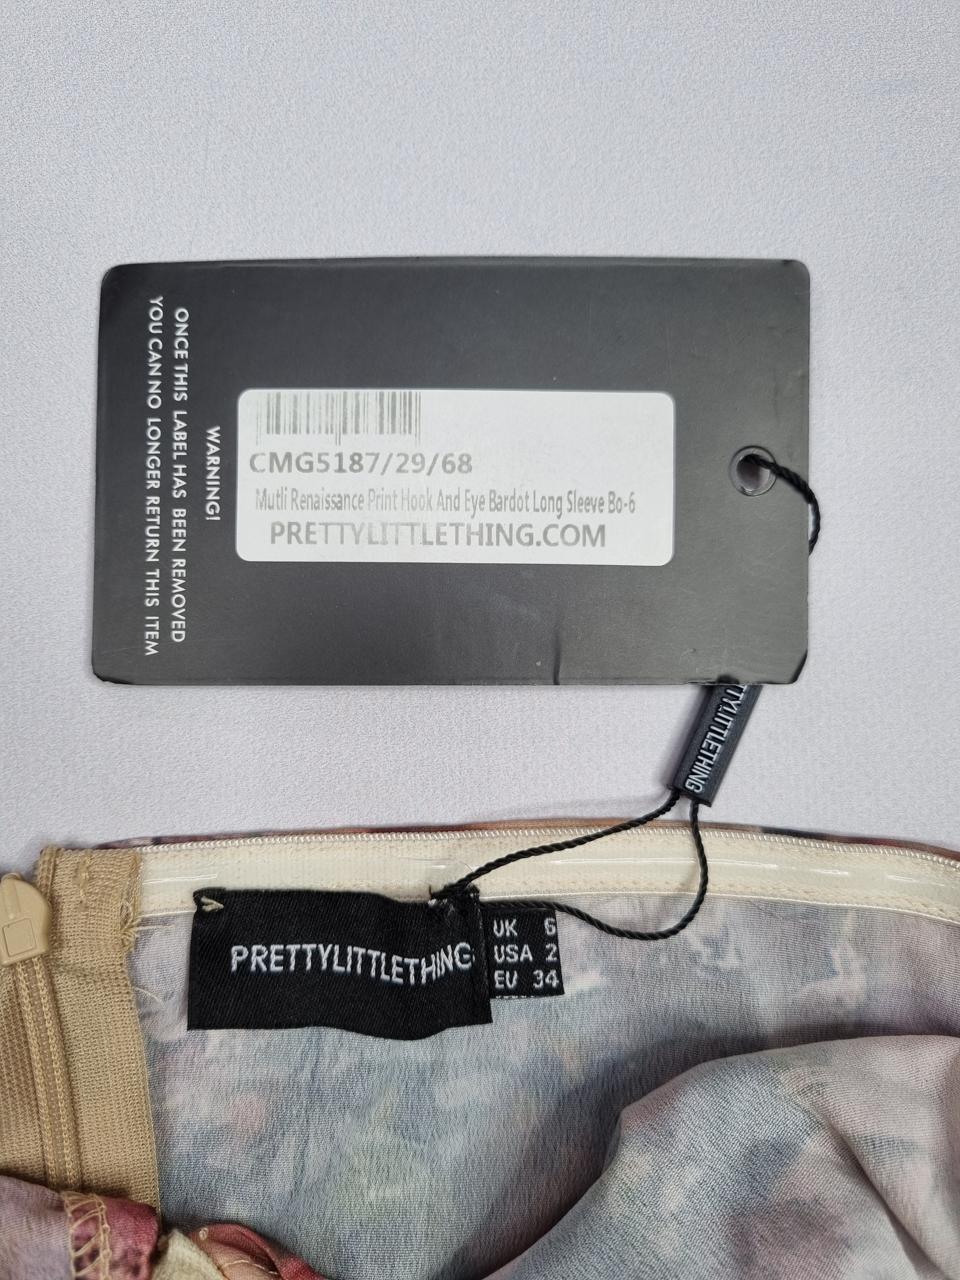 WARNING!
ONCE THIS LABEL HAS BEEN REMOVED
YOU CAN NO LONGER RETURN THIS ITEM
CMG5187/29/68
Mutli Renaissance Print Hook And Eye Bardot Long Sleeve Bo-6
PRETTYLITTLETHING.COM
TTYLITTLETHING
PRETTYLITTLETHING
UK 6
USA 2
EU 34